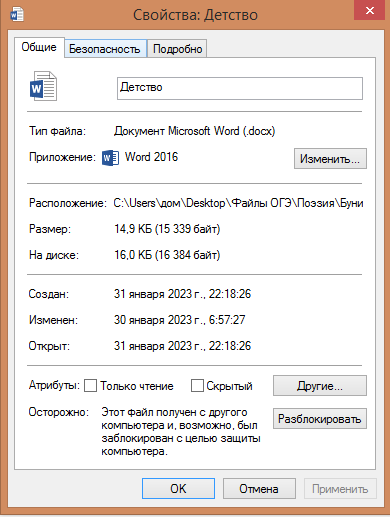 Свойства: Детство
Общие Безопасность Подробно
Детство
Тип файла: Документ Microsoft Word (.docx)
Приложение: Word 2016 Изменить...
Расположение: C:\Users\дом\Desktop\Файлы ОГЭ\Поэзия\Буни
Размер: 14,9 КБ (15 339 байт)
На диске: 16,0 КБ (16 384 байт)
Создан: 31 января 2023 г., 22:18:26
Изменен: 30 января 2023 г., 6:57:27
Открыт: 31 января 2023 г., 22:18:26
Атрибуты: Только чтение Скрытый Другие...
Осторожно: Этот файл получен с другого
компьютера и, возможно, был
заблокирован с целью защиты
компьютера.
Разблокировать
OK Отмена Применить